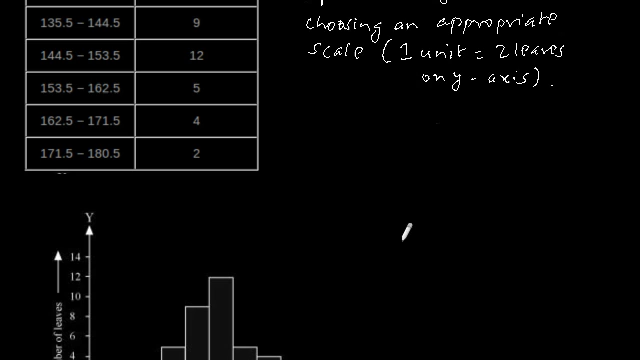 choosing an appropriate
135.5 – 144.5 9
scale ( 1 unit = 2 leaves
144.5 – 153.5 12
on y - axis ) .
153.5 – 162.5 5
162.5 – 171.5 4
171.5 – 180.5 2
Y
14
12
10
8
6
4
ber of leaves